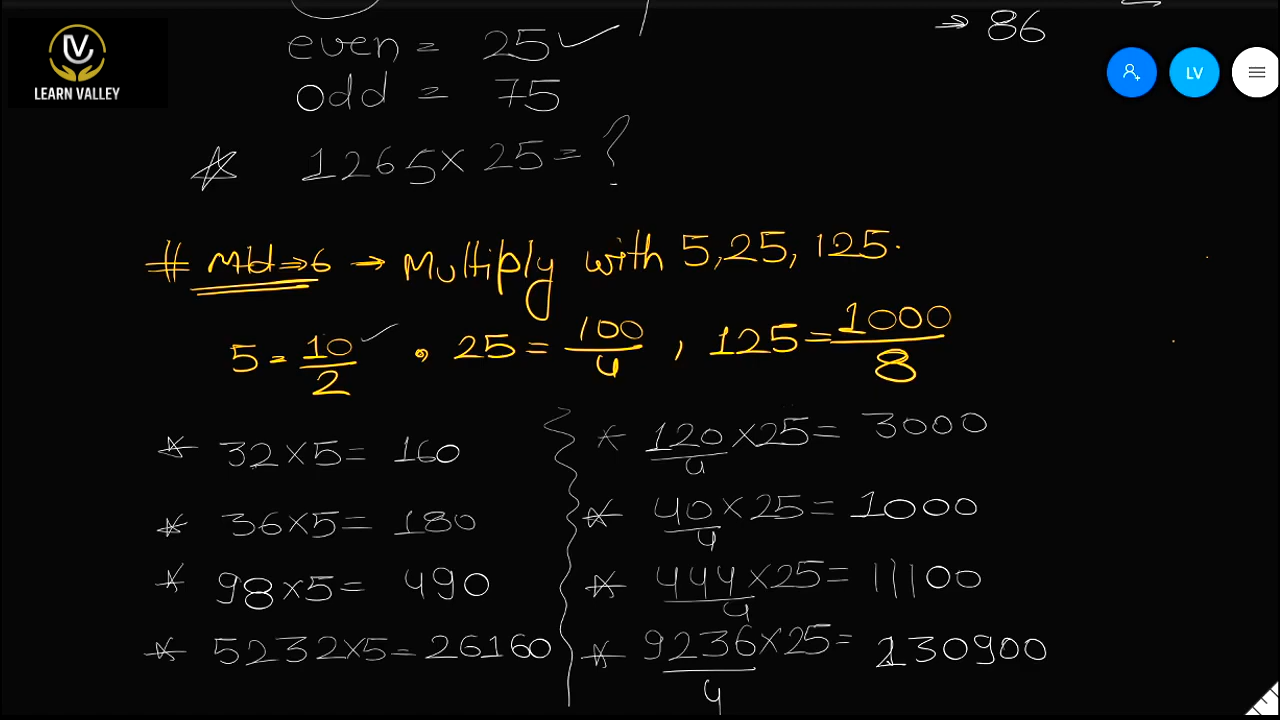 LEARN VALLEY
LV
→ 86
even = 25 ✓
odd = 75
☆ 1265 × 25 = ?
# Mtd ⇒ 6 → Multiply with 5, 25, 125.
5 = 10/2 ✓ , 25 = 100/4 , 125 = 1000/8
* 32 × 5 = 160
* 36 × 5 = 180
* 98 × 5 = 490
* 5232 × 5 = 26160
* 120/4 × 25 = 3000
* 40/4 × 25 = 1000
* 444/4 × 25 = 11100
* 9236/4 × 25 = 230900